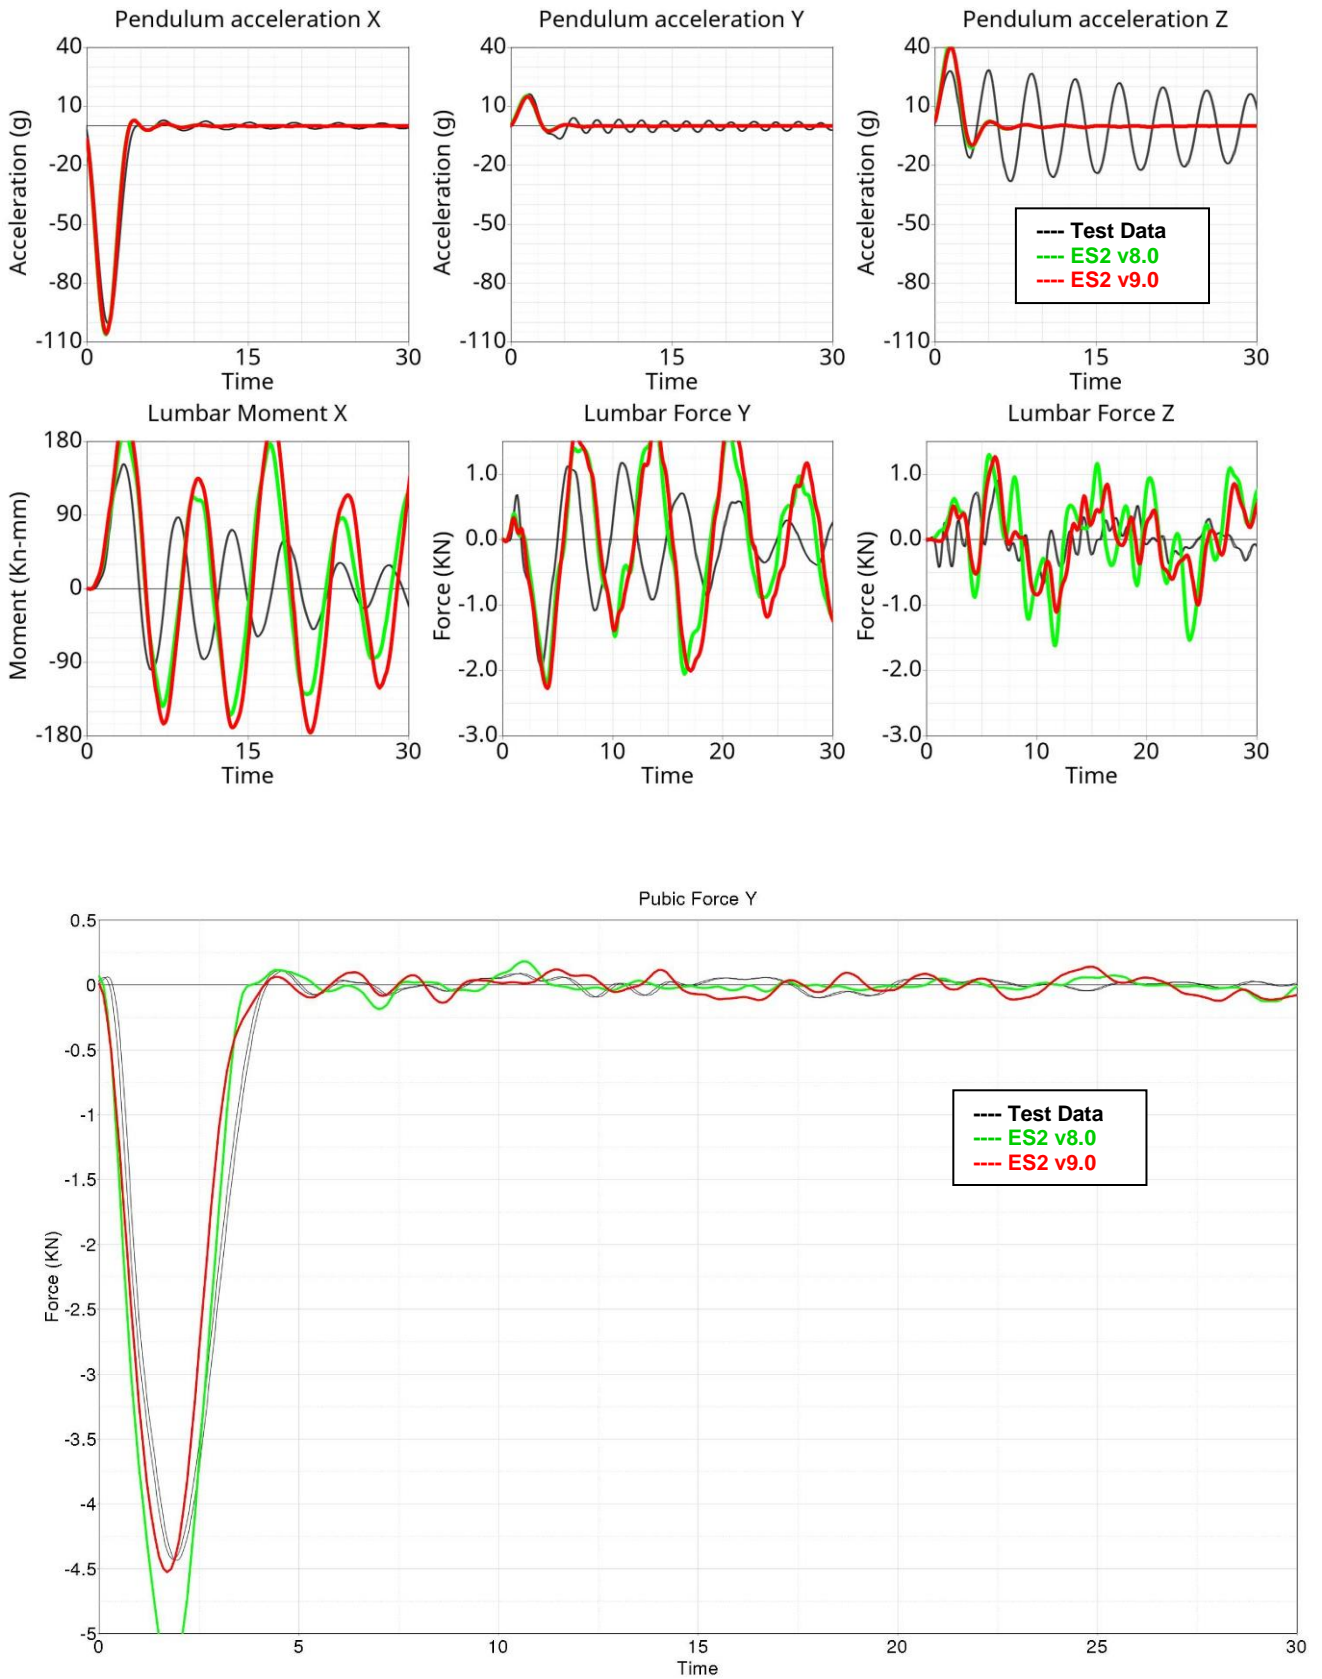 Pendulum acceleration X
Pendulum acceleration Y
Pendulum acceleration Z
40
10
-20
-50
-80
-110
Acceleration (g)
0 15 30
Time
40
10
-20
-50
-80
-110
Acceleration (g)
0 15 30
Time
40
10
-20
-50
-80
-110
Acceleration (g)
0 15 30
Time
---- Test Data
---- ES2 v8.0
---- ES2 v9.0
Lumbar Moment X
Lumbar Force Y
Lumbar Force Z
180
90
0
-90
-180
Moment (Kn-mm)
0 15 30
Time
1.0
0.0
-1.0
-2.0
-3.0
Force (KN)
0 10 20 30
Time
1.0
0.0
-1.0
-2.0
-3.0
Force (KN)
0 10 20 30
Time
Pubic Force Y
0.5
0
-0.5
-1
-1.5
-2
-2.5
-3
-3.5
-4
-4.5
-5
Force (KN)
---- Test Data
---- ES2 v8.0
---- ES2 v9.0
0 5 10 15 20 25 30
Time